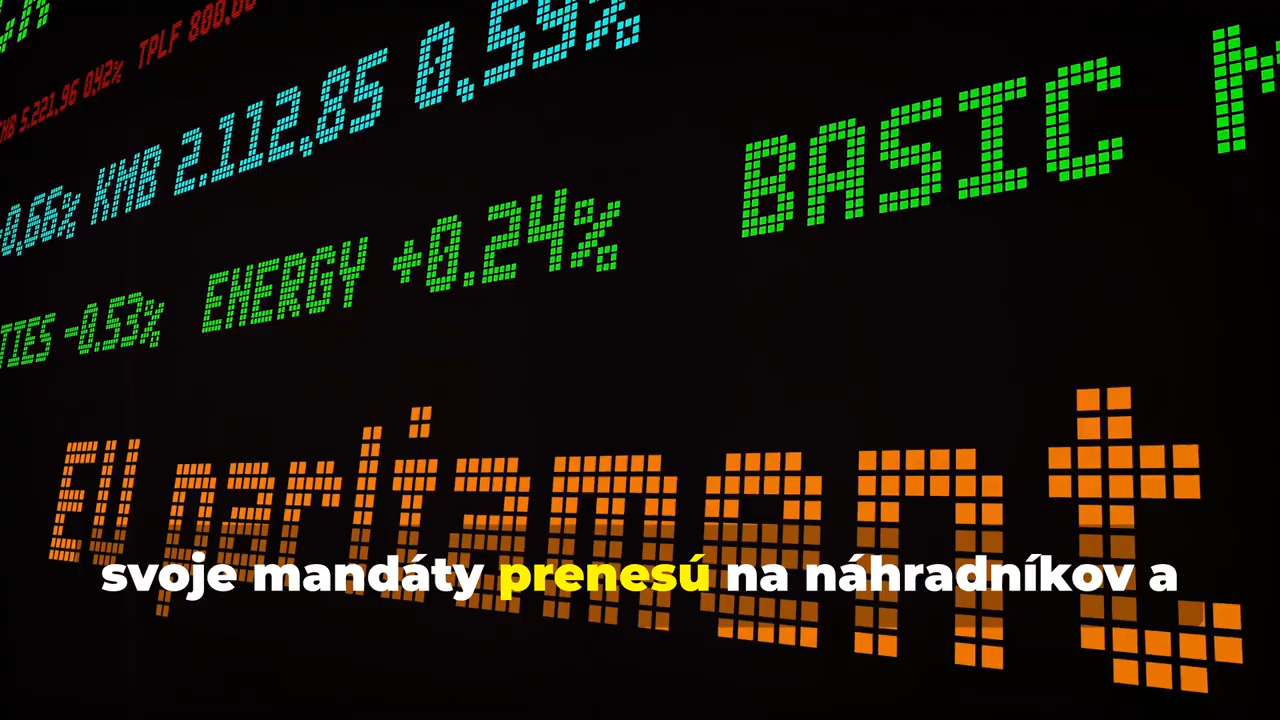 TPLF 800,00
5.221,96 0,42%
0,66% KMB 2.112,85 0,59%
BASIC
TIES -0.53% ENERGY +0.24%
EU parliament
svoje mandáty prenesú na náhradníkov a